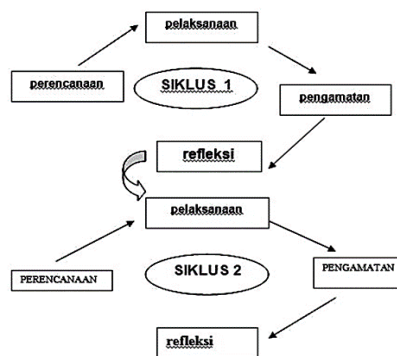 pelaksanaan
perencanaan
SIKLUS 1
pengamatan
refleksi
pelaksanaan
PERENCANAAN
SIKLUS 2
PENGAMATAN
refleksi